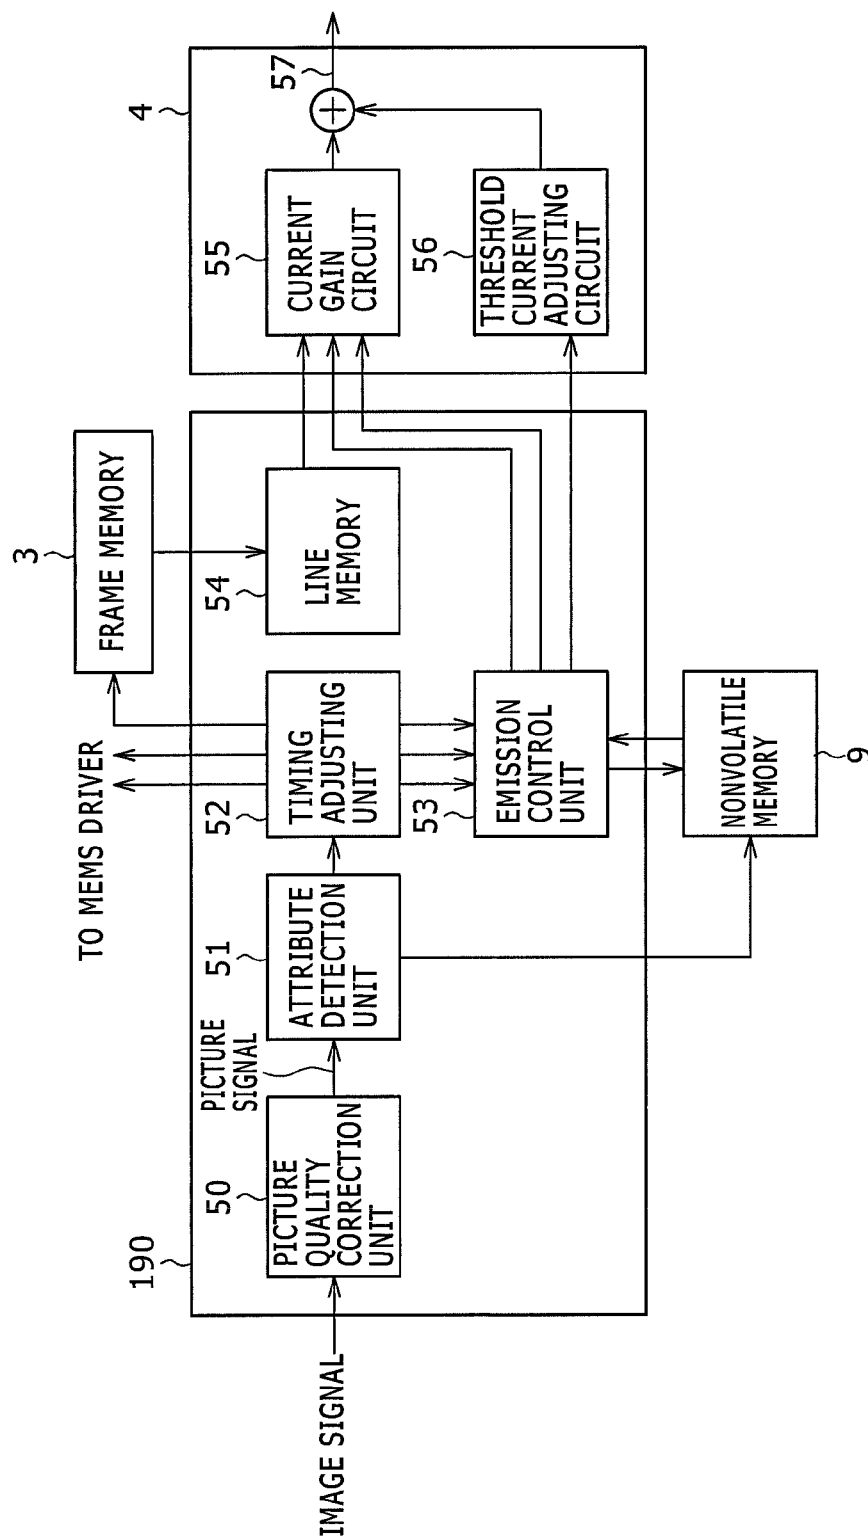 IMAGE SIGNAL
190
50
PICTURE
QUALITY
CORRECTION
UNIT
PICTURE
SIGNAL
51
ATTRIBUTE
DETECTION
UNIT
TO MEMS DRIVER
52
TIMING
ADJUSTING
UNIT
53
EMISSION
CONTROL
UNIT
NONVOLATILE
MEMORY
9
3
FRAME MEMORY
54
LINE
MEMORY
4
55
CURRENT
GAIN
CIRCUIT
56
THRESHOLD
CURRENT
ADJUSTING
CIRCUIT
57
+